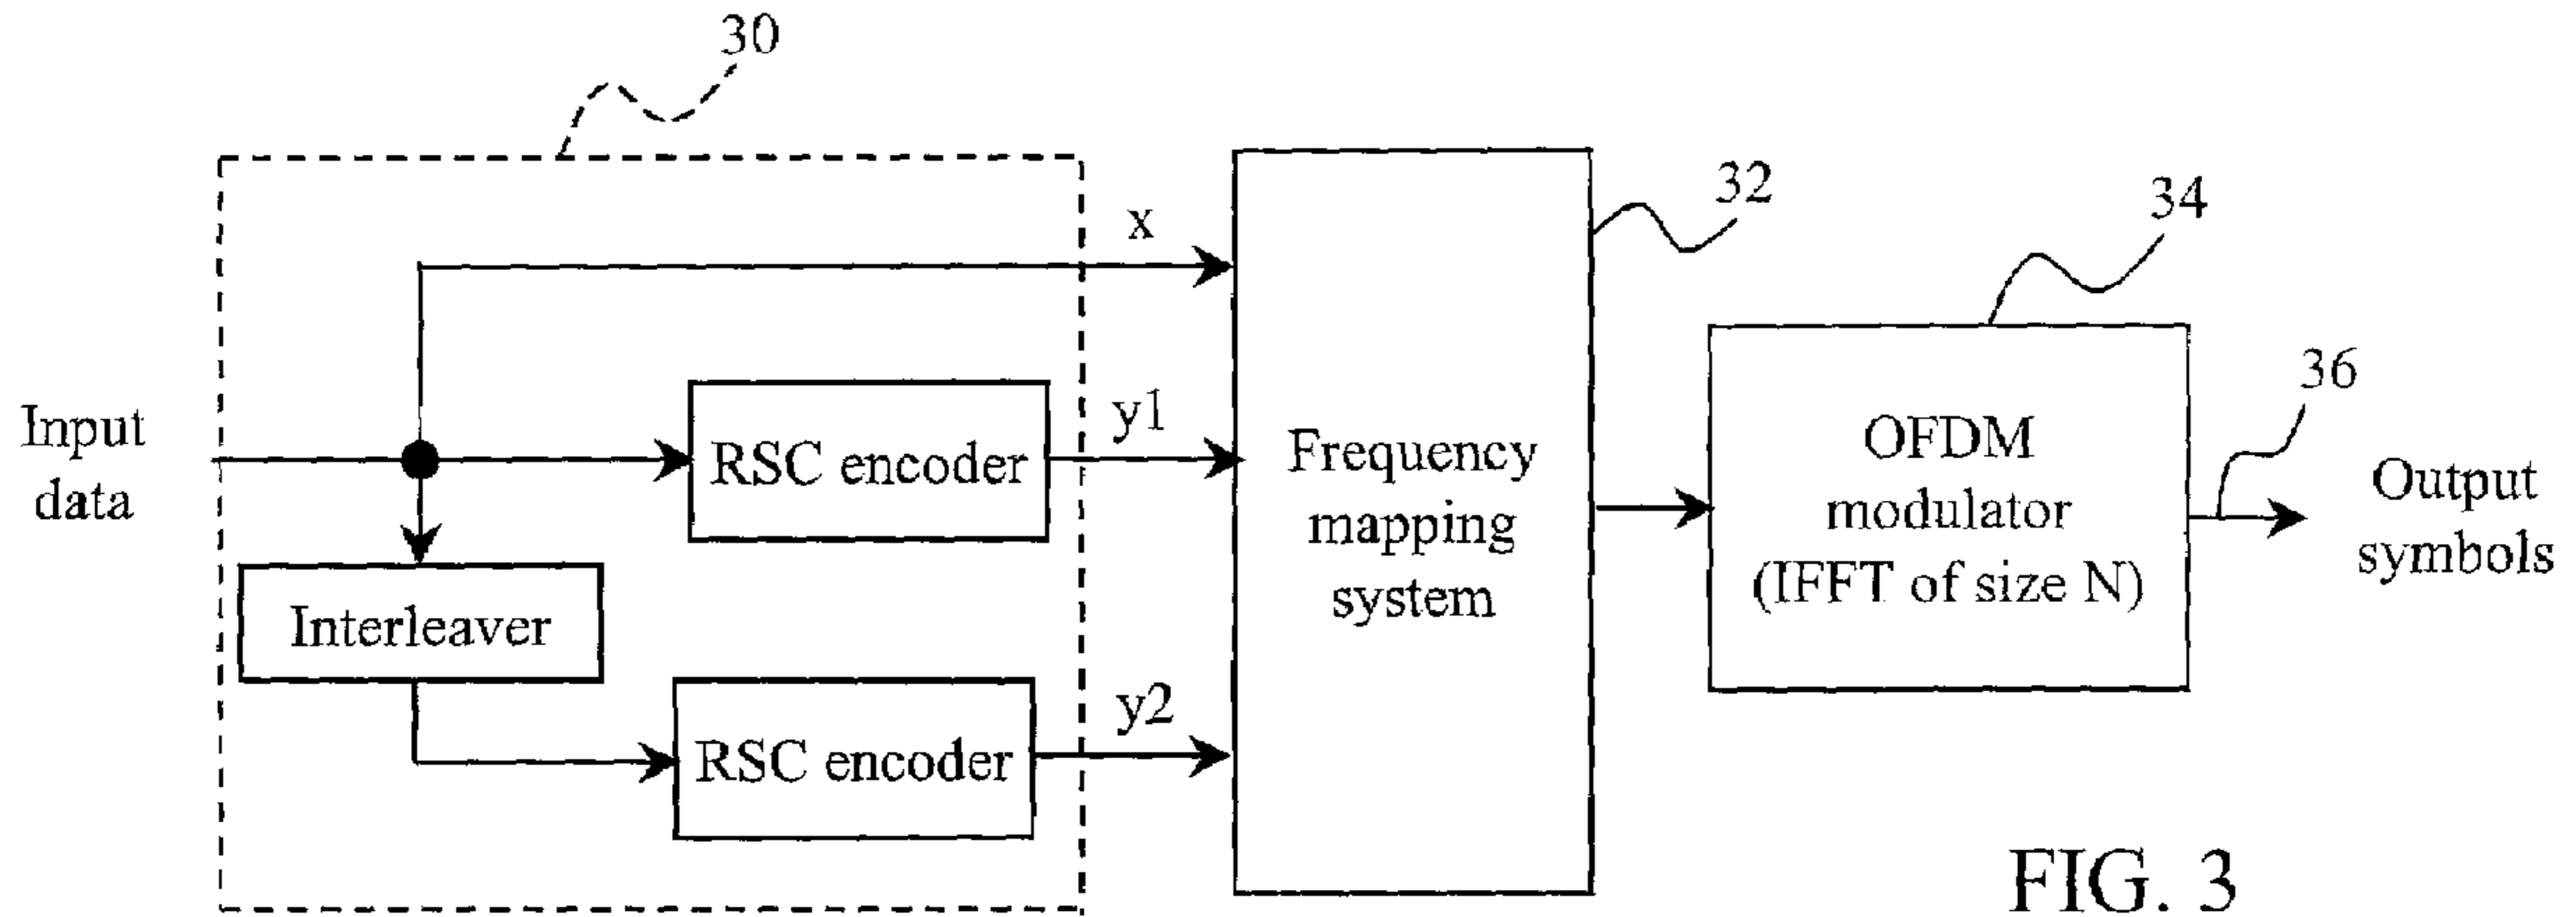 30
32
34
36
x
y1
y2
Input
data
RSC encoder
Interleaver
RSC encoder
Frequency
mapping
system
OFDM
modulator
(IFFT of size N)
Output
symbols
FIG. 3